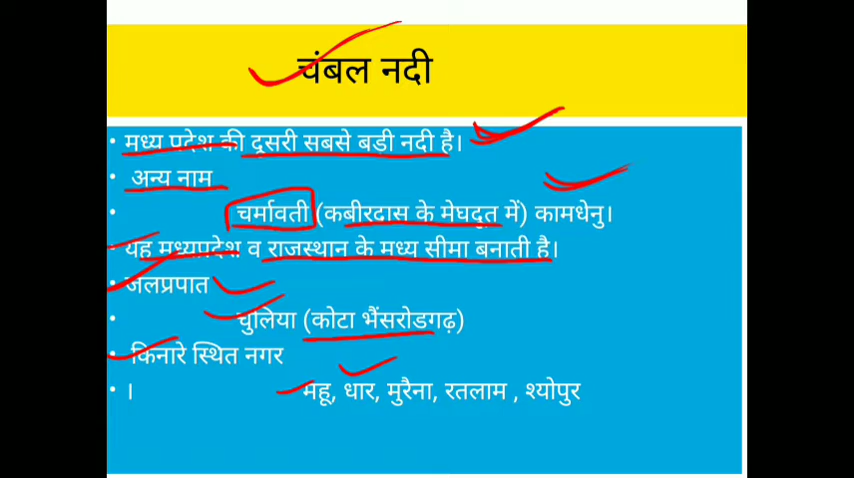 चंबल नदी
• मध्य प्रदेश की दूसरी सबसे बडी नदी है।
• अन्य नाम
• चर्मावती (कबीरदास के मेघदूत में) कामधेनु।
• यह मध्यप्रदेश व राजस्थान के मध्य सीमा बनाती है।
• जलप्रपात
• चुलिया (कोटा भैंसरोडगढ़)
• किनारे स्थित नगर
• । महू, धार, मुरैना, रतलाम , श्योपुर